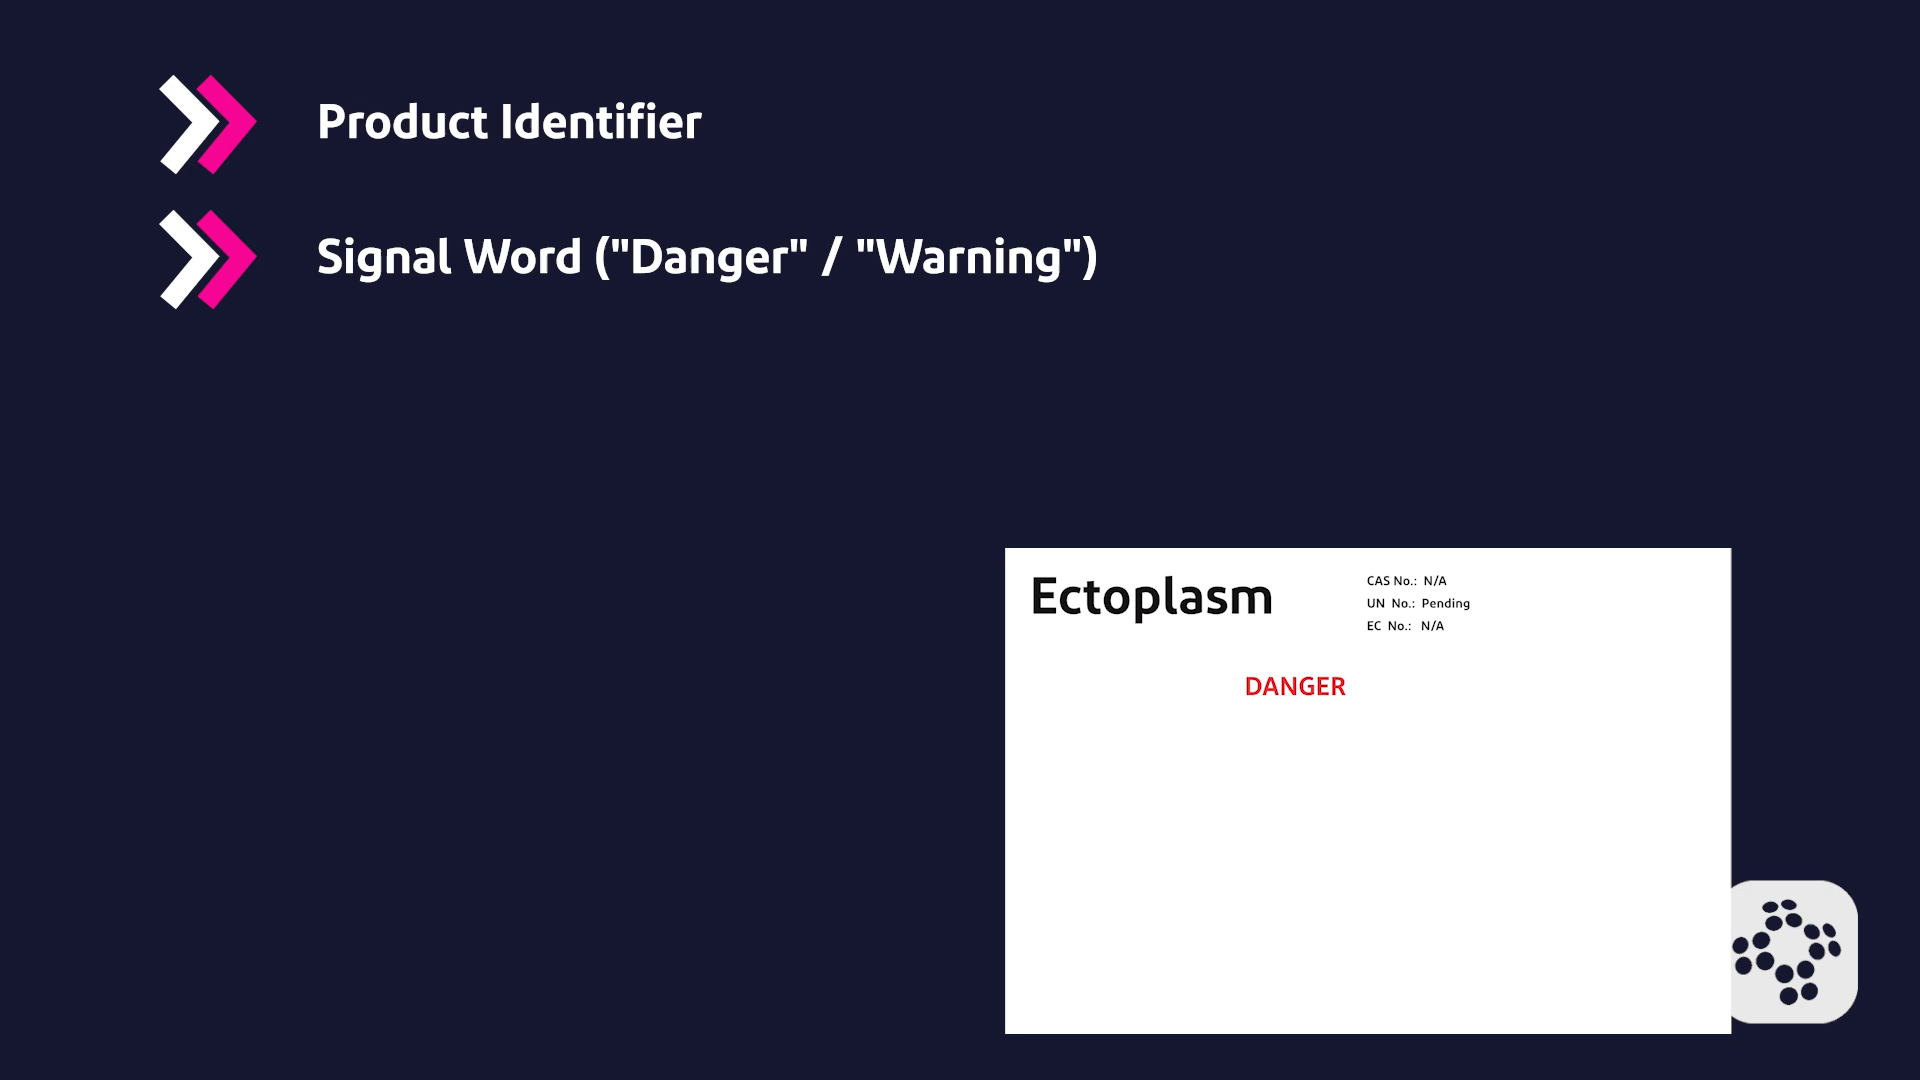 Product Identifier
Signal Word ("Danger" / "Warning")
Ectoplasm
CAS No.: N/A
UN No.: Pending
EC No.: N/A
DANGER